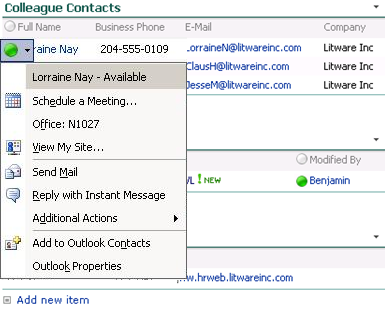 Colleague Contacts
Full Name Business Phone E-Mail Company
raine Nay 204-555-0109 .orraineN@litwareinc.com Litware Inc
Lorraine Nay - Available
ClausH@litwareinc.com Litware Inc
JesseM@litwareinc.com Litware Inc
Schedule a Meeting...
Office: N1027
View My Site...
Modified By
Send Mail
VL ! NEW Benjamin
Reply with Instant Message
Additional Actions
Add to Outlook Contacts
Outlook Properties
w.hrweb.litwareinc.com
Add new item